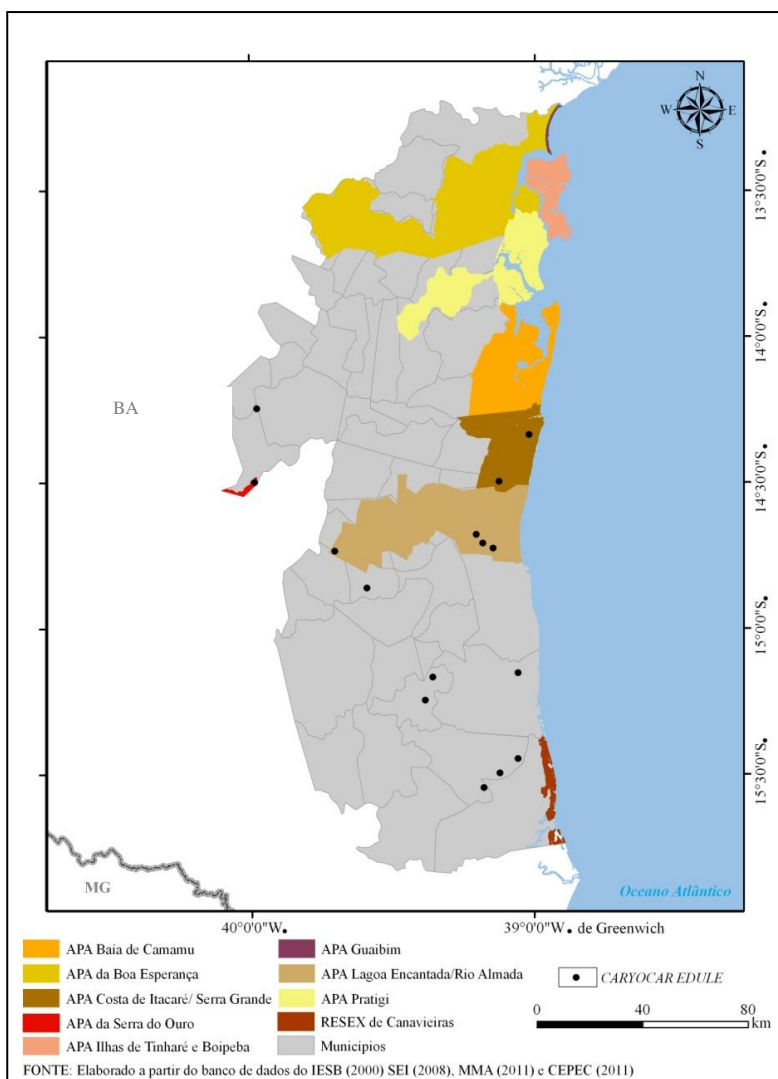 N
W E
S
13°30'0"S.
14°0'0"S.
14°30'0"S.
15°0'0"S.
15°30'0"S.
BA
MG
Oceano Atlântico
40°0'0"W. 39°0'0"W. de Greenwich
APA Baia de Camamu
APA da Boa Esperança
APA Costa de Itacaré/ Serra Grande
APA da Serra do Ouro
APA Ilhas de Tinharé e Boipeba
APA Guaibim
APA Lagoa Encantada/Rio Almada
APA Pratigi
RESEX de Canavieiras
Municípios
CARYOCAR EDULE
0 40 80
km
FONTE: Elaborado a partir do banco de dados do IESB (2000) SEI (2008), MMA (2011) e CEPEC (2011)